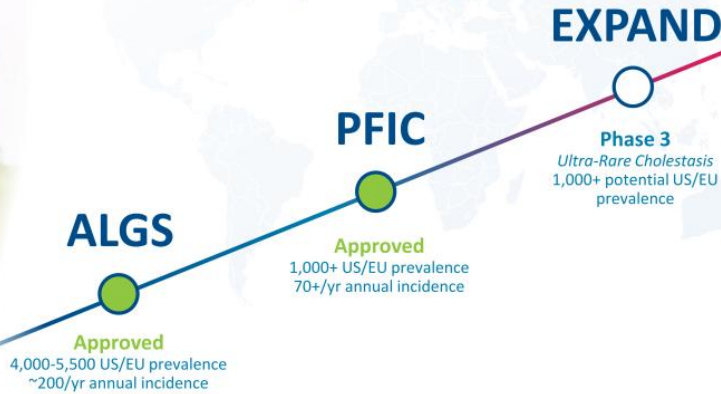 EXPAND
Phase 3
Ultra-Rare Cholestasis
1,000+ potential US/EU
prevalence
PFIC
Approved
1,000+ US/EU prevalence
70+/yr annual incidence
ALGS
Approved
4,000-5,500 US/EU prevalence
~200/yr annual incidence